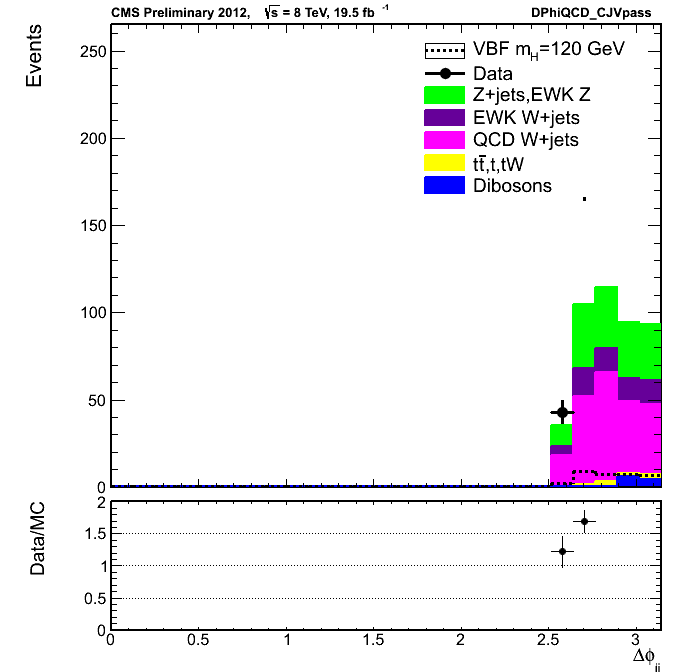 CMS Preliminary 2012, √s = 8 TeV, 19.5 fb⁻¹ DPhiQCD_CJVpass
Events
250
200
150
100
50
0
VBF m_H=120 GeV
Data
Z+jets,EWK Z
EWK W+jets
QCD W+jets
tt̄,t,tW
Dibosons
Data/MC
2
1.5
1
0.5
0
0 0.5 1 1.5 2 2.5 3
Δφ_jj